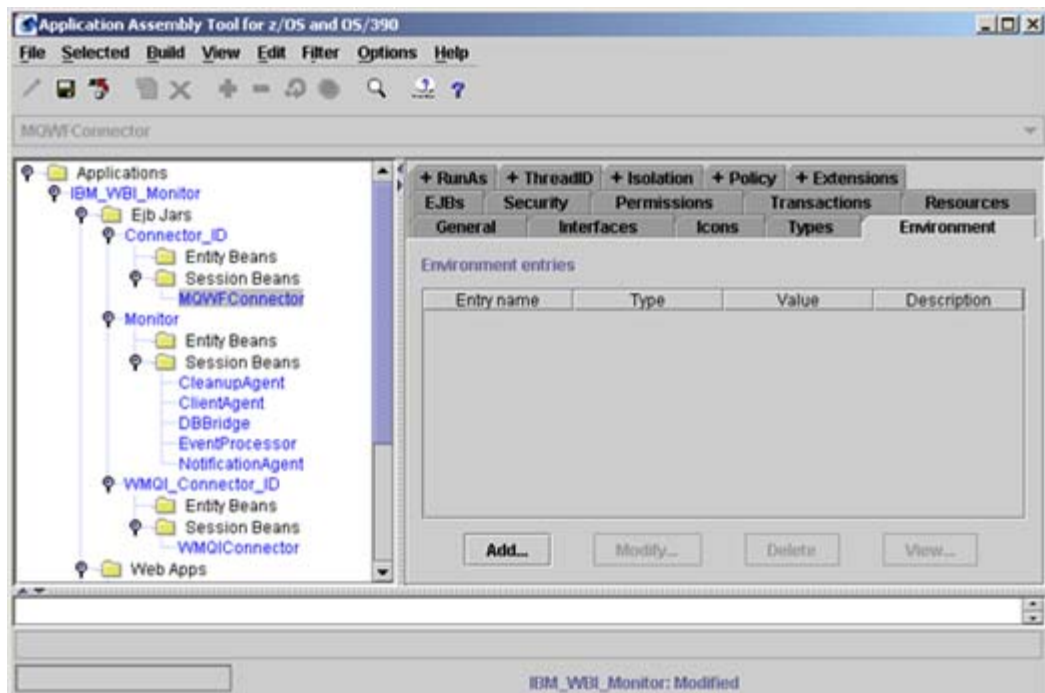 Application Assembly Tool for z/OS and OS/390
File Selected Build View Edit Filter Options Help
MQWFConnector
Applications
IBM_WBI_Monitor
Ejb Jars
Connector_ID
Entity Beans
Session Beans
MQWFConnector
Monitor
Entity Beans
Session Beans
CleanupAgent
ClientAgent
DBBridge
EventProcessor
NotificationAgent
WMQI_Connector_ID
Entity Beans
Session Beans
WMQIConnector
Web Apps
+ RunAs + ThreadID + Isolation + Policy + Extensions
EJBs Security Permissions Transactions Resources
General Interfaces Icons Types Environment
Environment entries
Entry name Type Value Description
Add... Modify... Delete View...
IBM_WBI_Monitor: Modified